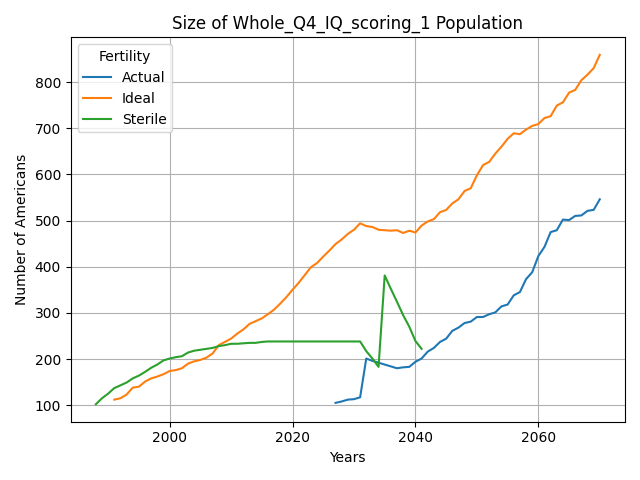 Size of Whole_Q4_IQ_scoring_1 Population
Fertility
Actual
Ideal
Sterile
Number of Americans
800
700
600
500
400
300
200
100
2000
2020
2040
2060
Years